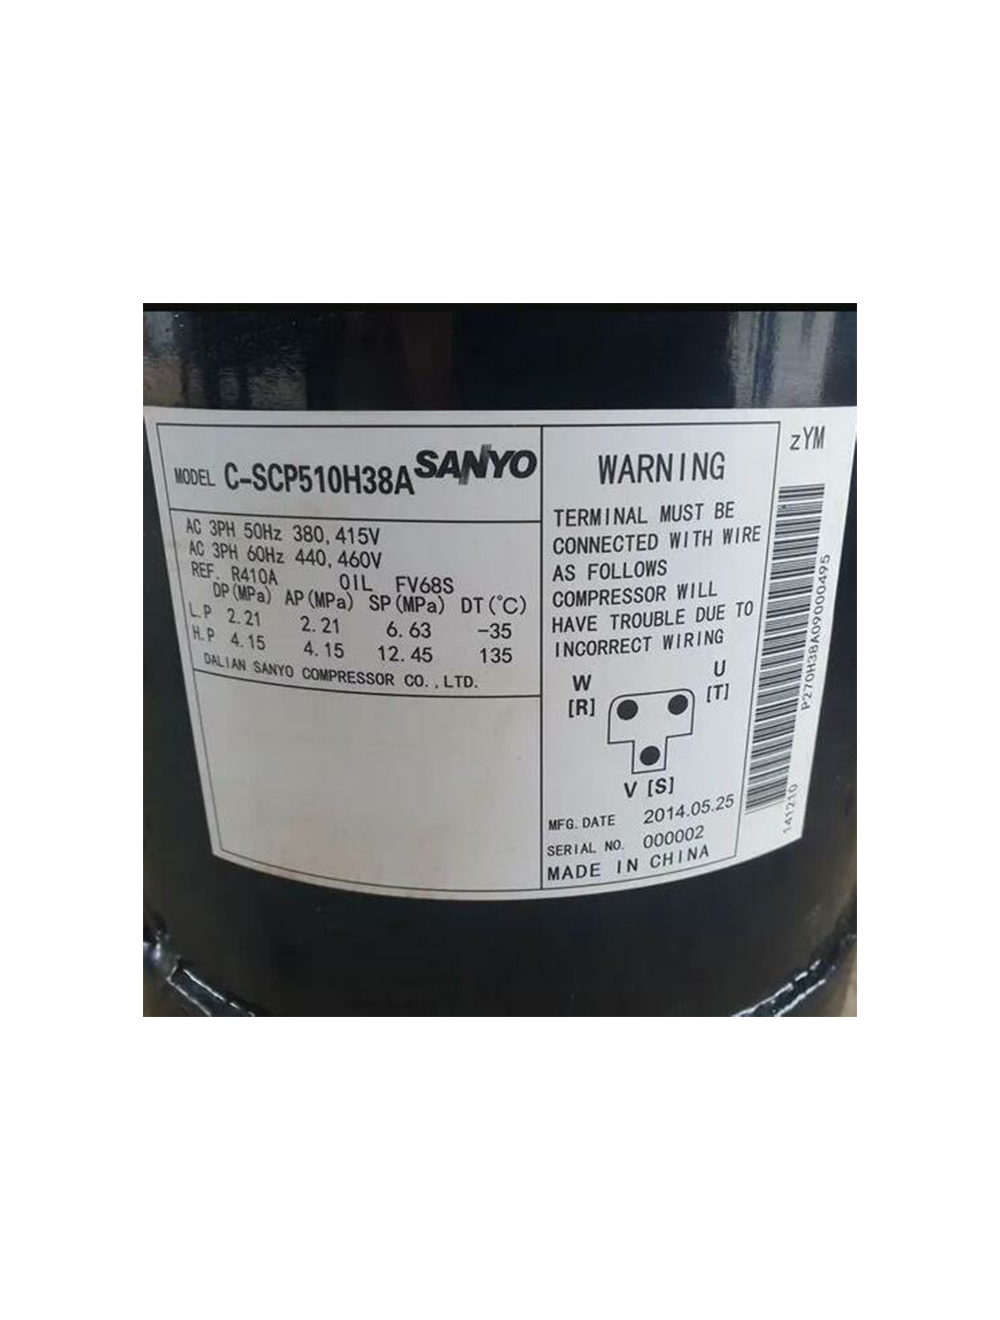 MODEL C-SCP510H38A SANYO
AC 3PH 50Hz 380, 415V
AC 3PH 60Hz 440, 460V
REF. R410A OIL FV68S
DP(MPa) AP(MPa) SP(MPa) DT(℃)
L.P 2.21 2.21 6.63 -35
H.P 4.15 4.15 12.45 135
DALIAN SANYO COMPRESSOR CO.,LTD.
WARNING
TERMINAL MUST BE
CONNECTED WITH WIRE
AS FOLLOWS
COMPRESSOR WILL
HAVE TROUBLE DUE TO
INCORRECT WIRING
W U
[R] [T]
V [S]
MFG. DATE 2014.05.25
SERIAL NO. 000002
MADE IN CHINA
zYM
P270H38A09000495
141210